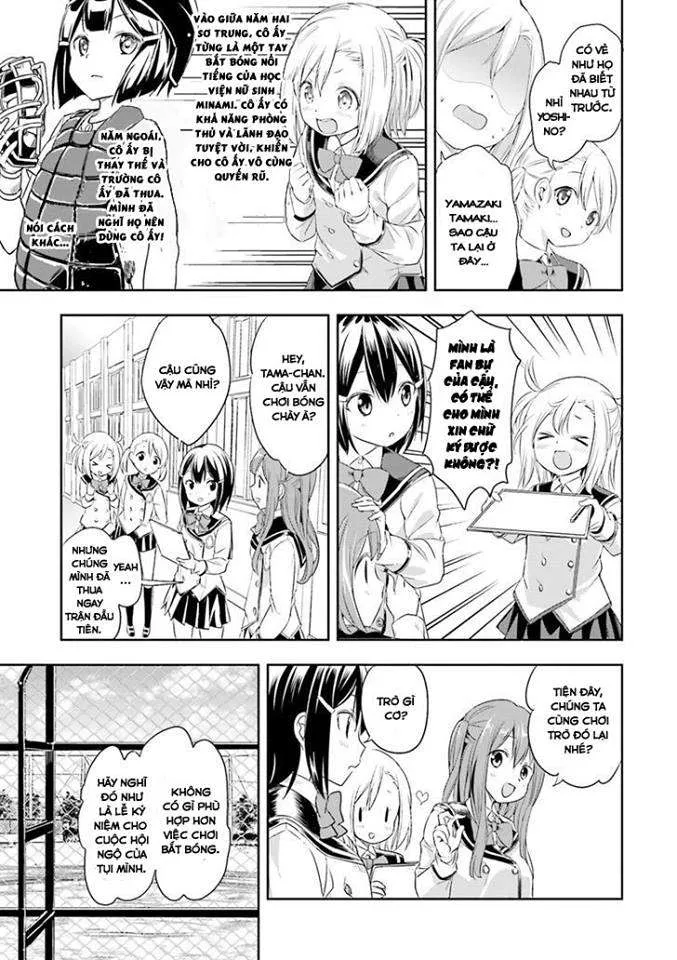 CÓ VẺ
NHƯ HỌ
ĐÃ BIẾT
NHAU TỪ
TRƯỚC.
NHỈ
YOSHI-
NO?
YAMAZAKI
TAMAKI...
SAO CẬU
TA LẠI Ở
ĐÂY...
VÀO GIỮA NĂM HAI
SƠ TRUNG, CÔ ẤY
TỪNG LÀ MỘT TAY
BẮT BÓNG NỔI
TIẾNG CỦA HỌC
VIỆN NỮ SINH
MINAMI. CÔ ẤY CÓ
KHẢ NĂNG PHÒNG
THỦ VÀ LÃNH ĐẠO
TUYỆT VỜI, KHIẾN
CHO CÔ ẤY VÔ CÙNG
QUYẾN RŨ.
NĂM NGOÁI,
CÔ ẤY BỊ
THAY THẾ VÀ
TRƯỜNG CÔ
ẤY ĐÃ THUA.
MÌNH ĐÃ
NGHĨ HỌ NÊN
DÙNG CÔ ẤY!
NÓI CÁCH
KHÁC...
MÌNH LÀ
FAN BỰ
CỦA CẬU,
CÓ THỂ
CHO MÌNH
XIN CHỮ
KÝ ĐƯỢC
KHÔNG?!
HEY,
TAMA-CHAN.
CẬU VẪN
CHƠI BÓNG
CHÀY À?
CẬU CŨNG
VẬY MÀ NHỈ?
YEAH
...
NHƯNG
CHÚNG
MÌNH ĐÃ
THUA
NGAY
TRẬN ĐẦU
TIÊN.
TIỆN ĐÂY,
CHÚNG TA
CÙNG CHƠI
TRÒ ĐÓ LẠI
NHÉ?
TRÒ GÌ
CƠ?
KHÔNG
CÓ GÌ PHÙ
HỢP HƠN
VIỆC CHƠI
BẮT BÓNG.
HÃY NGHĨ
ĐÓ NHƯ
LÀ LỄ KỶ
NIỆM CHO
CUỘC HỘI
NGỘ CỦA
TỤI MÌNH.